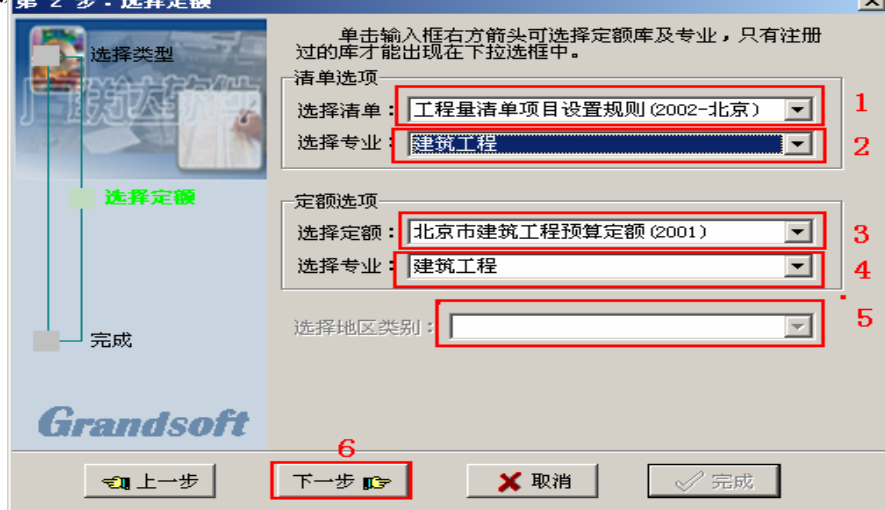 第 2 步：选择定额
单击输入框右方箭头可选择定额库及专业，只有注册
过的库才能出现在下拉选框中。
选择类型
广联达软件
清单选项
选择清单：工程量清单项目设置规则(2002-北京) 1
选择专业：建筑工程 2
选择定额
定额选项
选择定额：北京市建筑工程预算定额(2001) 3
选择专业：建筑工程 4
选择地区类别： 5
完成
Grandsoft
6
上一步 下一步 取消 完成